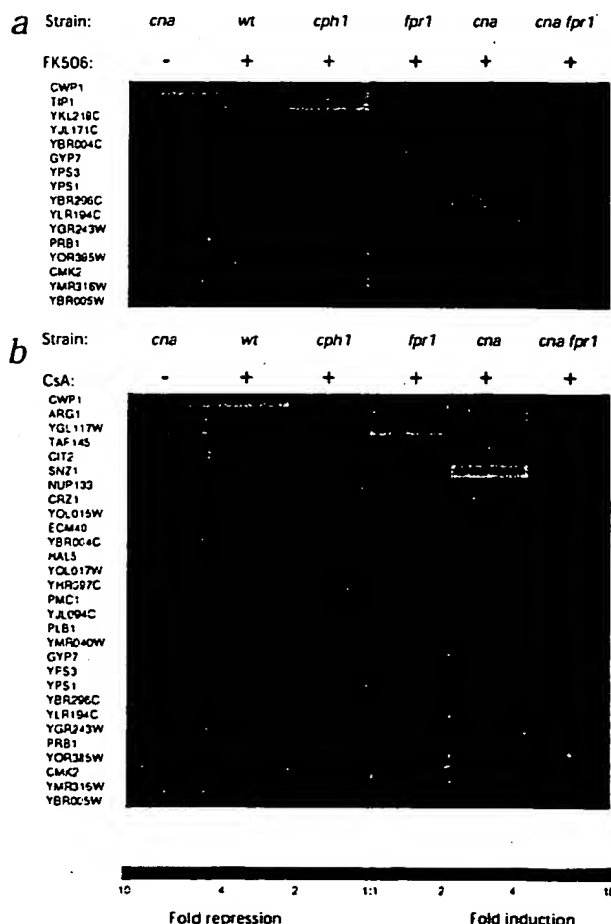 a Strain: cna wt cph1 fpr1 cna cna fpr1
FK506: - + + + + +
CWP1
TIP1
YKL218C
YJL171C
YBR004C
GYP7
YPS3
YPS1
YBR296C
YLR194C
YGR243W
PRB1
YOR385W
CMK2
YMR316W
YBR005W
b Strain: cna wt cph1 fpr1 cna cna fpr1
CsA: - + + + + +
CWP1
ARG1
YGL117W
TAF145
CIT2
SNZ1
NUP133
CRZ1
YOL015W
ECM40
YBR004C
HAL5
YOL017W
YHR097C
PMC1
YJL094C
PLB1
YMR040W
GYP7
YPS3
YPS1
YBR296C
YLR194C
YGR243W
PRB1
YOR385W
CMK2
YMR316W
YBR005W
10 4 2 1:1 2 4 10
Fold repression Fold induction